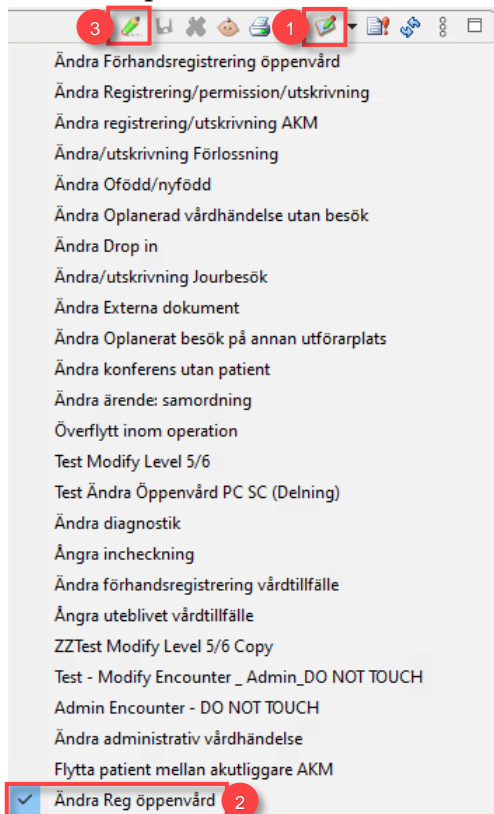 3 1
Ändra Förhandsregistrering öppenvård
Ändra Registrering/permission/utskrivning
Ändra registrering/utskrivning AKM
Ändra/utskrivning Förlossning
Ändra Ofödd/nyfödd
Ändra Oplanerad vårdhändelse utan besök
Ändra Drop in
Ändra/utskrivning Jourbesök
Ändra Externa dokument
Ändra Oplanerat besök på annan utförarplats
Ändra konferens utan patient
Ändra ärende: samordning
Överflytt inom operation
Test Modify Level 5/6
Test Ändra Öppenvård PC SC (Delning)
Ändra diagnostik
Ångra incheckning
Ändra förhandsregistrering vårdtillfälle
Ångra uteblivet vårdtillfälle
ZZTest Modify Level 5/6 Copy
Test - Modify Encounter _ Admin_DO NOT TOUCH
Admin Encounter - DO NOT TOUCH
Ändra administrativ vårdhändelse
Flytta patient mellan akutliggare AKM
Ändra Reg öppenvård 2